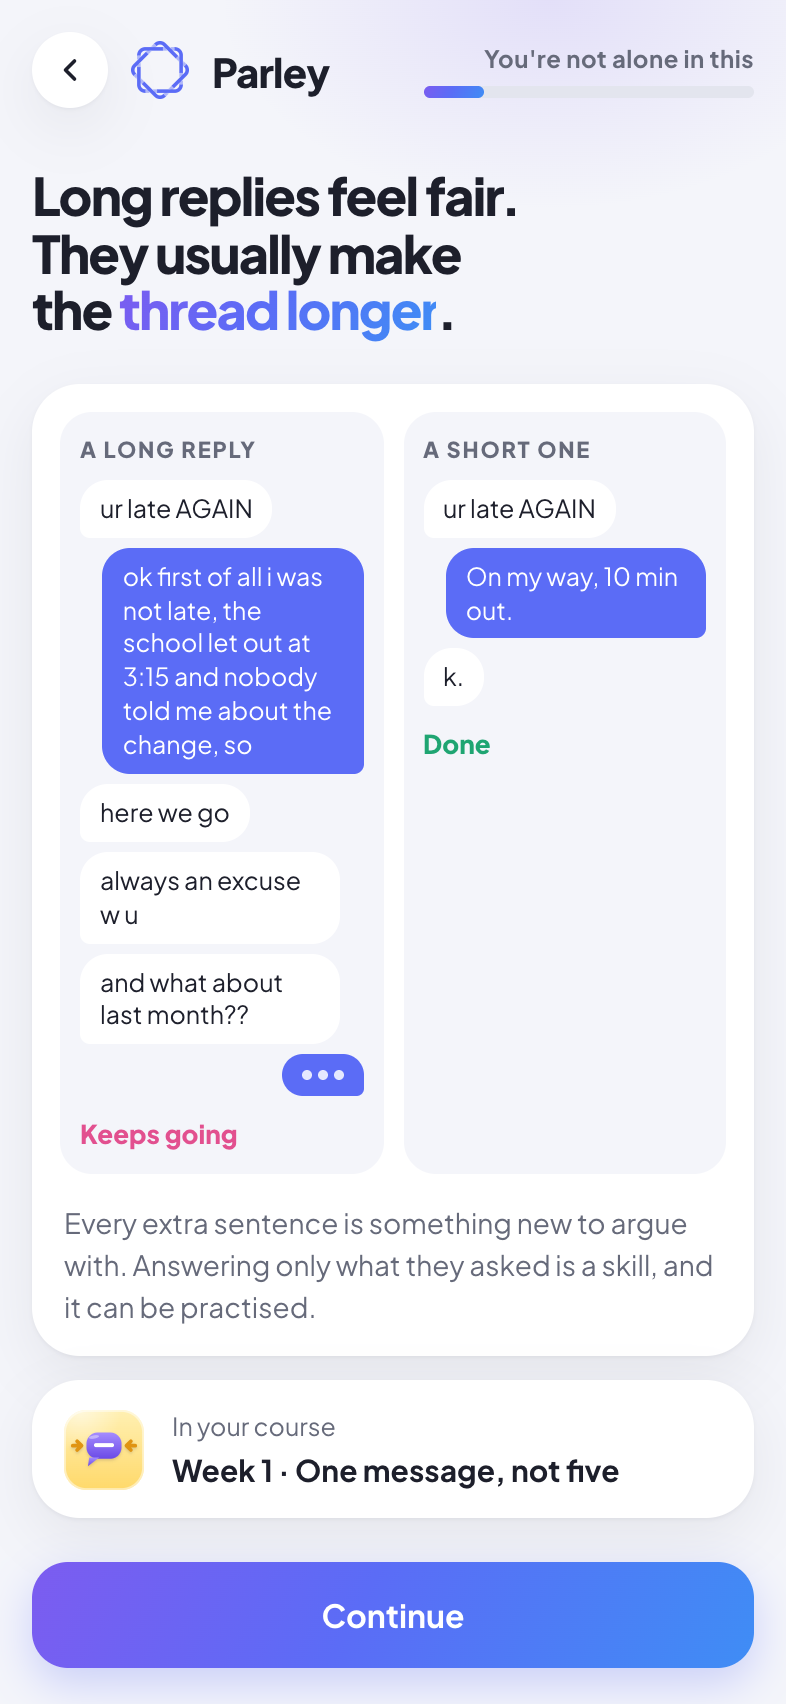 Parley
You're not alone in this
Long replies feel fair.
They usually make
the thread longer.
A LONG REPLY
ur late AGAIN
ok first of all i was
not late, the
school let out at
3:15 and nobody
told me about the
change, so
here we go
always an excuse
w u
and what about
last month??
Keeps going
A SHORT ONE
ur late AGAIN
On my way, 10 min
out.
k.
Done
Every extra sentence is something new to argue
with. Answering only what they asked is a skill, and
it can be practised.
In your course
Week 1 · One message, not five
Continue